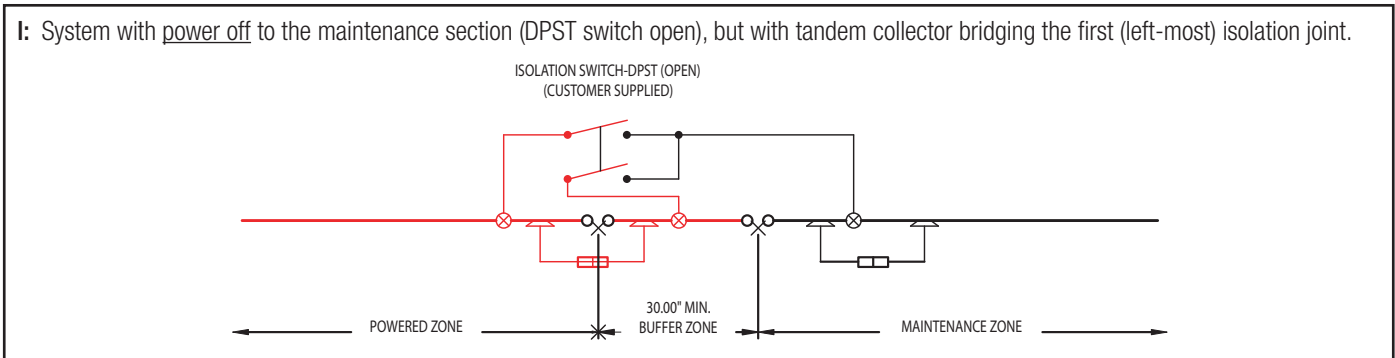 I: System with power off to the maintenance section (DPST switch open), but with tandem collector bridging the first (left-most) isolation joint.
ISOLATION SWITCH-DPST (OPEN)
(CUSTOMER SUPPLIED)
POWERED ZONE
30.00" MIN.
BUFFER ZONE
MAINTENANCE ZONE